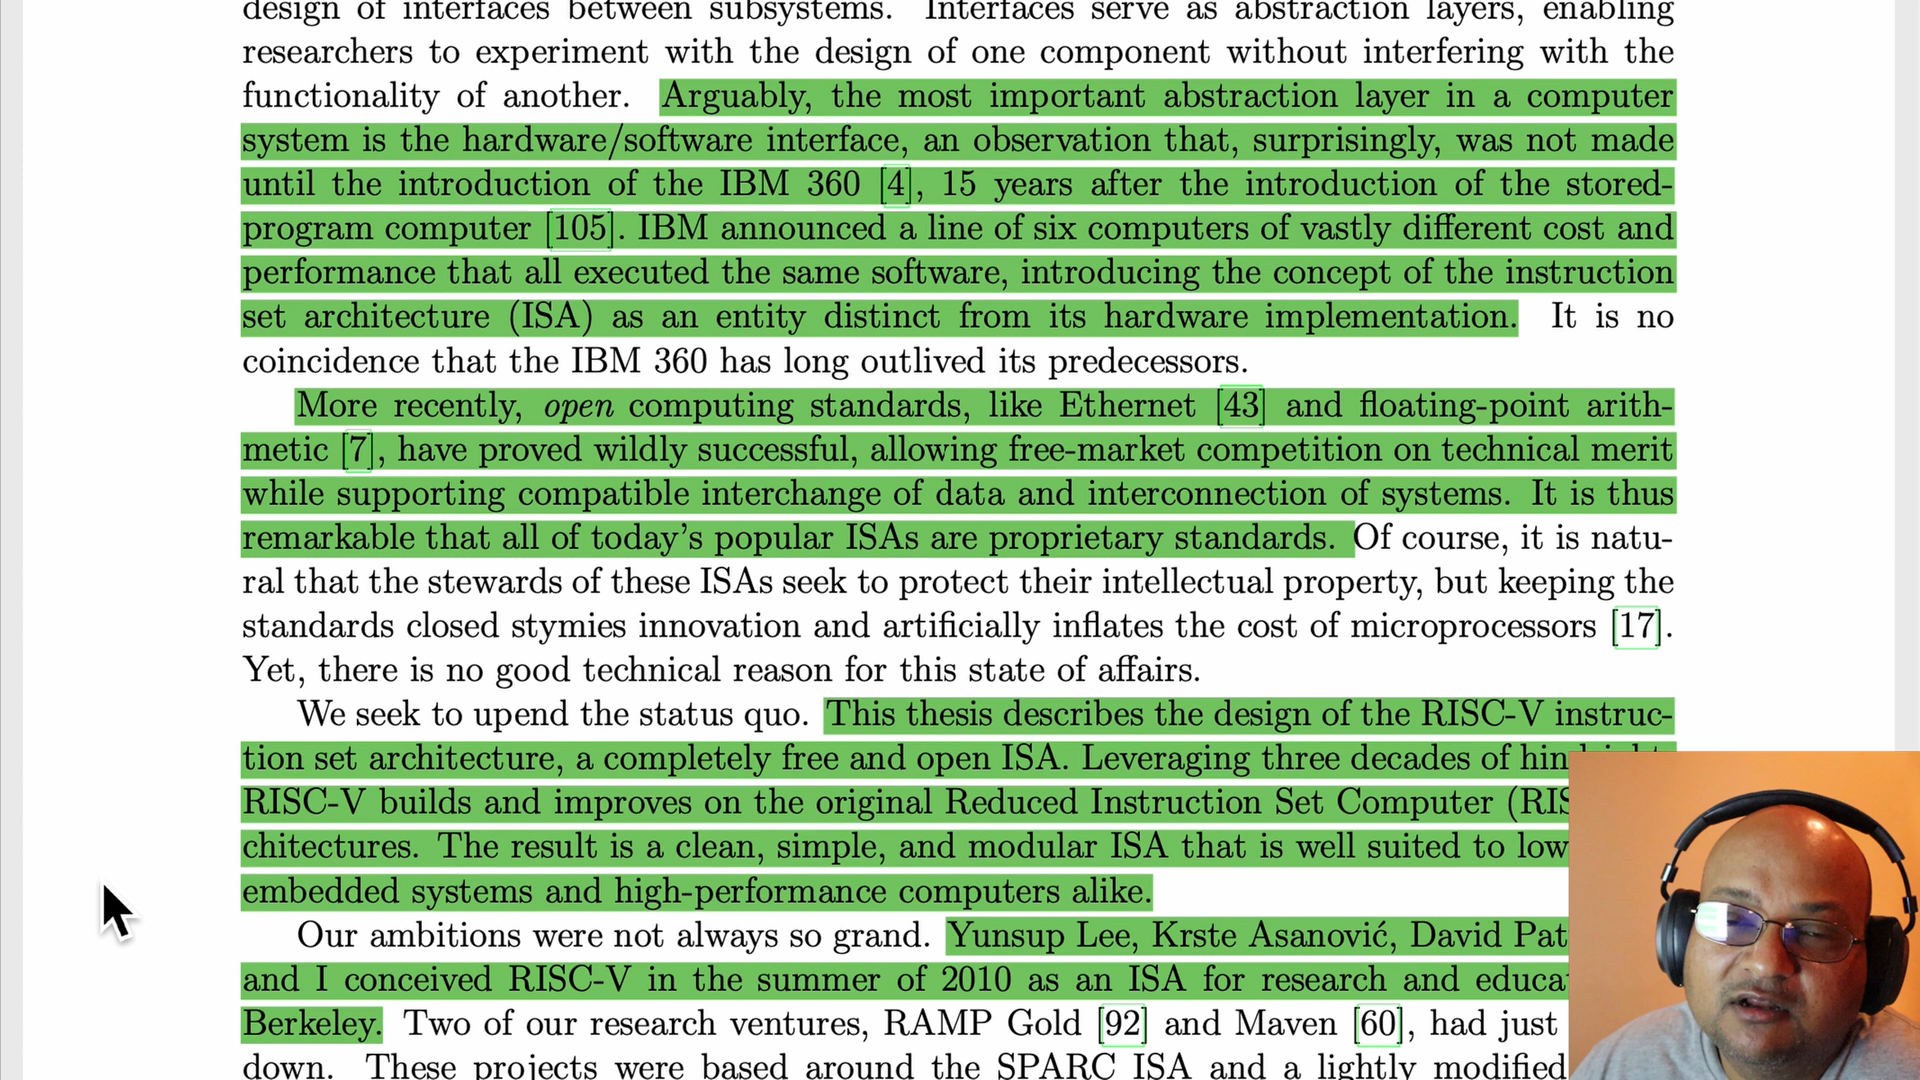 design of interfaces between subsystems. Interfaces serve as abstraction layers, enabling
researchers to experiment with the design of one component without interfering with the
functionality of another. Arguably, the most important abstraction layer in a computer
system is the hardware/software interface, an observation that, surprisingly, was not made
until the introduction of the IBM 360 [4], 15 years after the introduction of the stored-
program computer [105]. IBM announced a line of six computers of vastly different cost and
performance that all executed the same software, introducing the concept of the instruction
set architecture (ISA) as an entity distinct from its hardware implementation. It is no
coincidence that the IBM 360 has long outlived its predecessors.
More recently, open computing standards, like Ethernet [43] and floating-point arith-
metic [7], have proved wildly successful, allowing free-market competition on technical merit
while supporting compatible interchange of data and interconnection of systems. It is thus
remarkable that all of today's popular ISAs are proprietary standards. Of course, it is natu-
ral that the stewards of these ISAs seek to protect their intellectual property, but keeping the
standards closed stymies innovation and artificially inflates the cost of microprocessors [17].
Yet, there is no good technical reason for this state of affairs.
We seek to upend the status quo. This thesis describes the design of the RISC-V instruc-
tion set architecture, a completely free and open ISA. Leveraging three decades of
RISC-V builds and improves on the original Reduced Instruction Set Computer
chitectures. The result is a clean, simple, and modular ISA that is well suited to low
embedded systems and high-performance computers alike.
Our ambitions were not always so grand. Yunsup Lee, Krste Asanović, David
and I conceived RISC-V in the summer of 2010 as an ISA for research and
Berkeley. Two of our research ventures, RAMP Gold [92] and Maven [60], had just
down. These projects were based around the SPARC ISA and a lightly modified